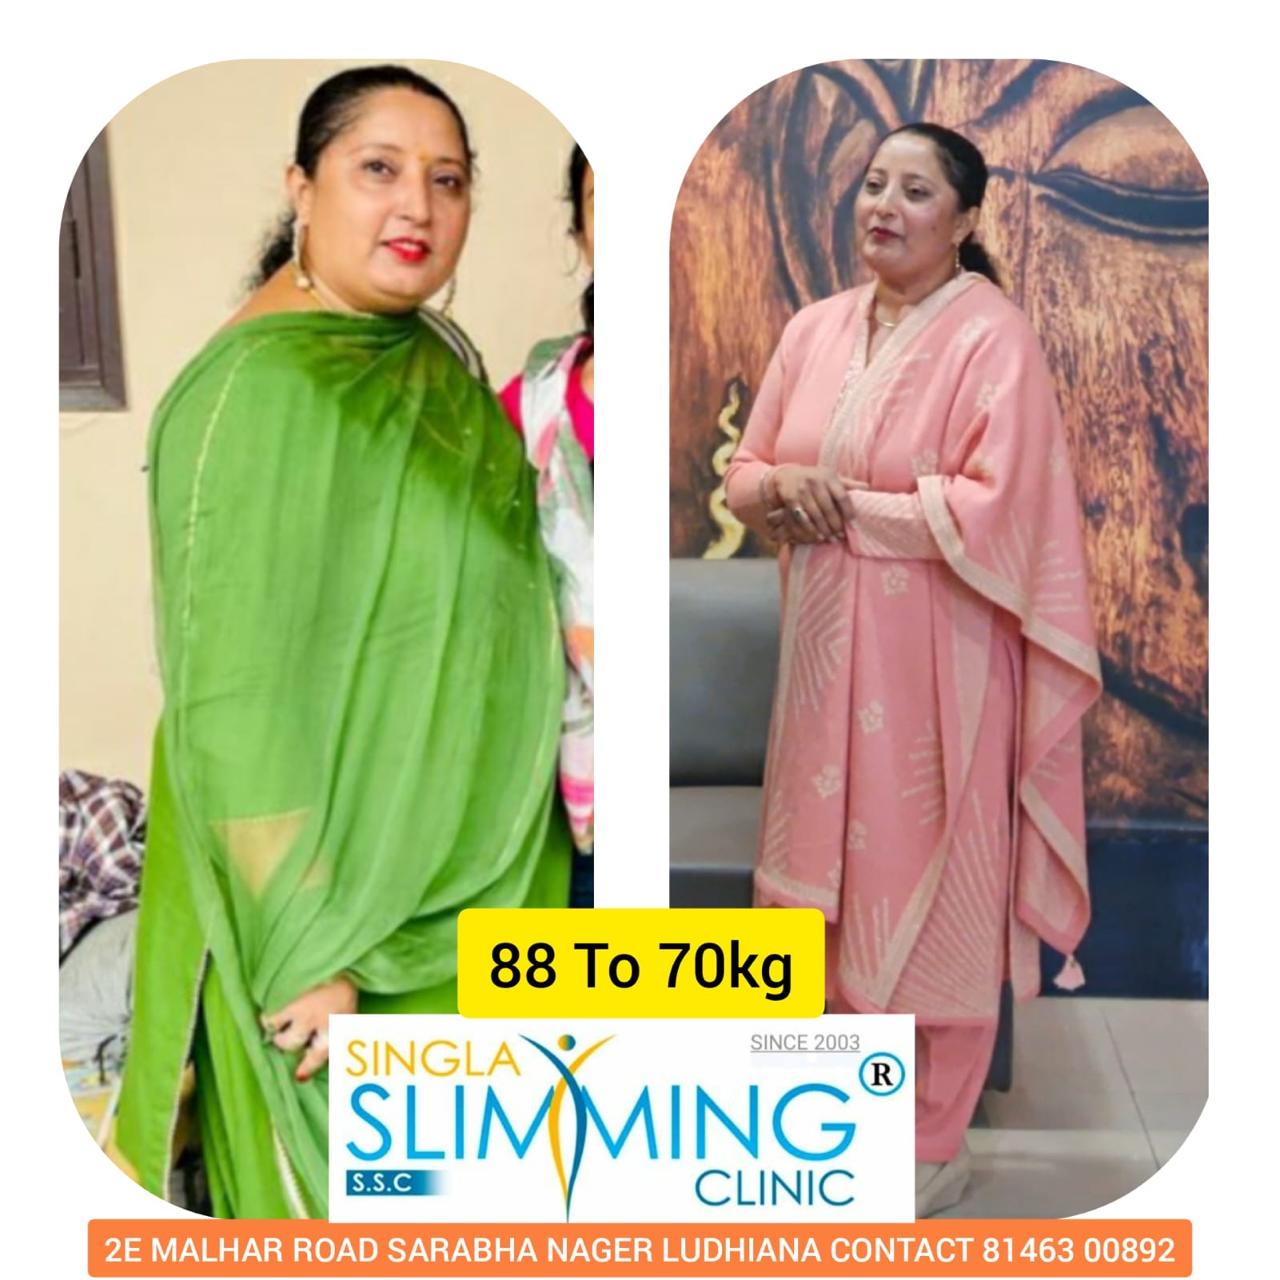 88 To 70kg
SINGLA
SINCE 2003
SLIMMING ®
S.S.C
CLINIC
2E MALHAR ROAD SARABHA NAGER LUDHIANA CONTACT 81463 00892